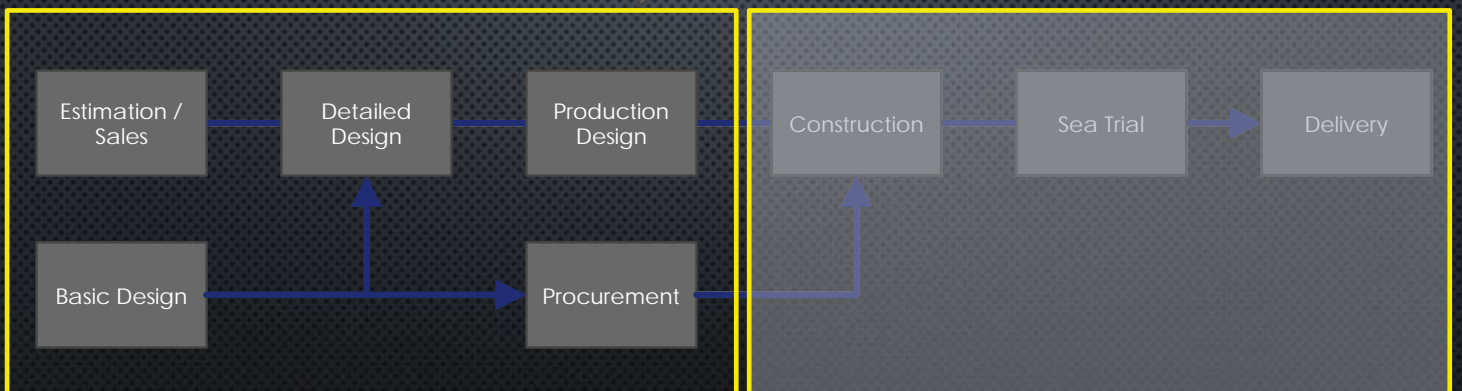 Estimation /
Sales
Detailed
Design
Production
Design
Construction
Sea Trial
Delivery
Basic Design
Procurement